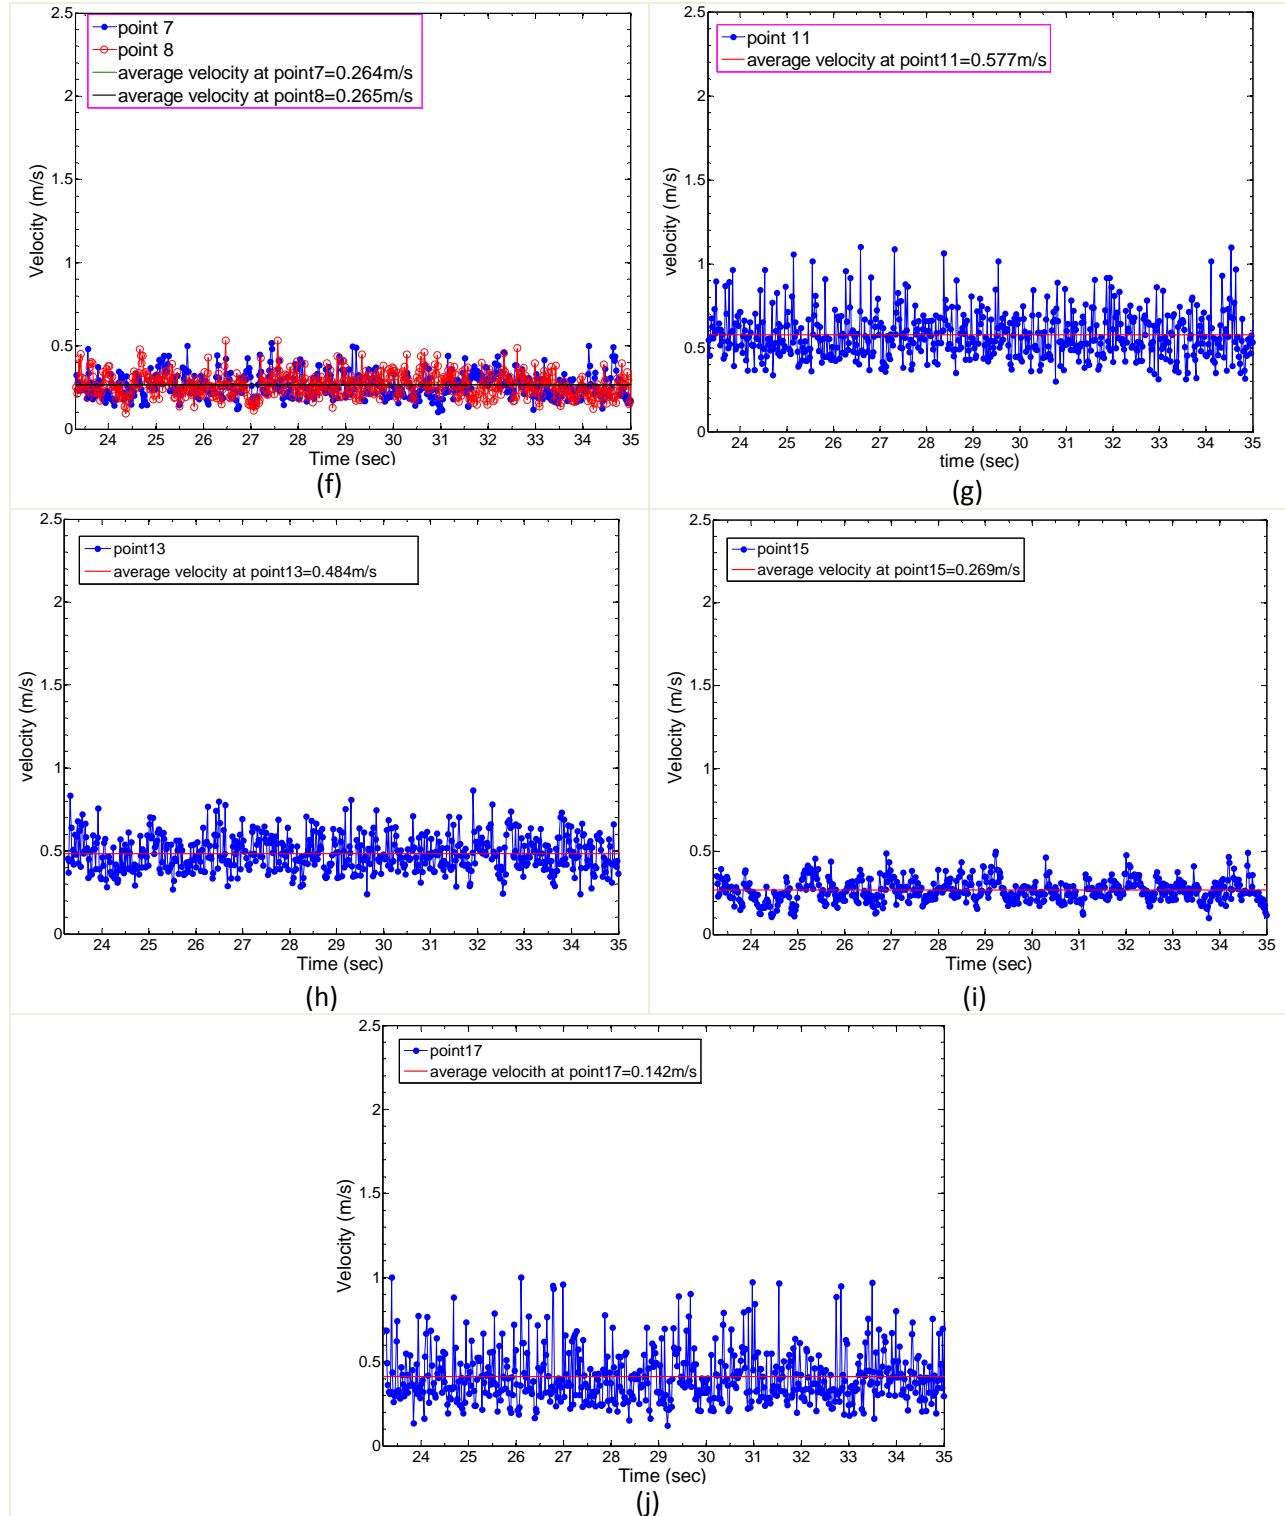 2.5
2
1.5
1
0.5
0
Velocity (m/s)
point 7
point 8
average velocity at point7=0.264m/s
average velocity at point8=0.265m/s
24 25 26 27 28 29 30 31 32 33 34 35
Time (sec)
(f)
2.5
2
1.5
1
0.5
0
velocity (m/s)
point 11
average velocity at point11=0.577m/s
24 25 26 27 28 29 30 31 32 33 34 35
time (sec)
(g)
2.5
2
1.5
1
0.5
0
velocity (m/s)
point13
average velocity at point13=0.484m/s
24 25 26 27 28 29 30 31 32 33 34 35
Time (sec)
(h)
2.5
2
1.5
1
0.5
0
Velocity (m/s)
point15
average velocity at point15=0.269m/s
24 25 26 27 28 29 30 31 32 33 34 35
Time (sec)
(i)
2.5
2
1.5
1
0.5
0
Velocity (m/s)
point17
average velocith at point17=0.142m/s
24 25 26 27 28 29 30 31 32 33 34 35
Time (sec)
(j)